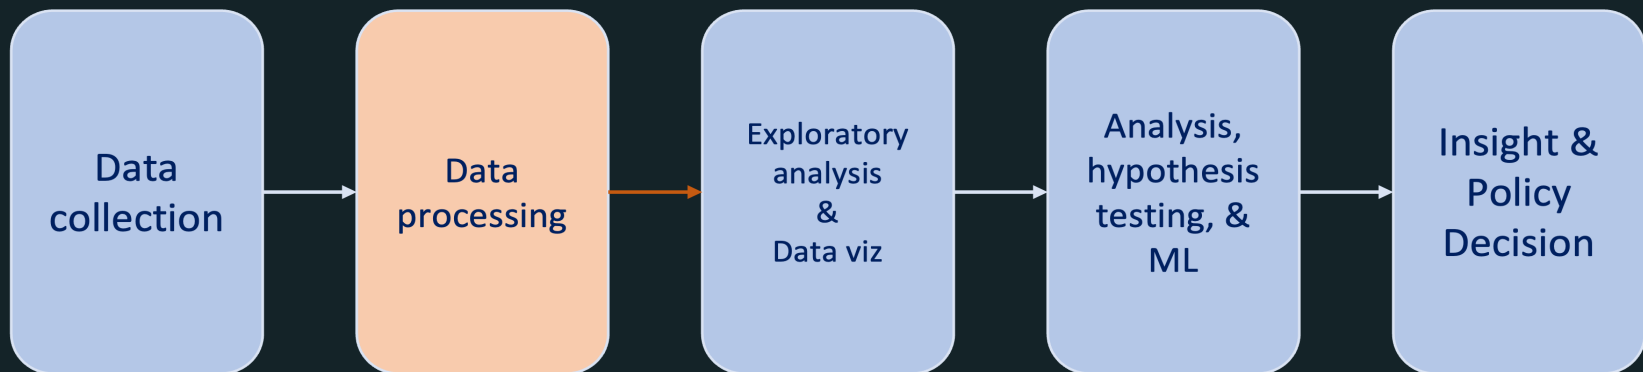 Data
collection
Data
processing
Exploratory
analysis
&
Data viz
Analysis,
hypothesis
testing, &
ML
Insight &
Policy
Decision